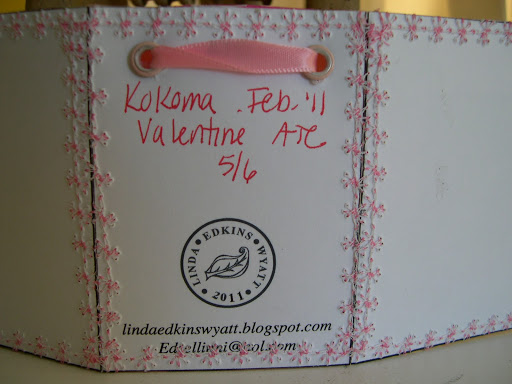 Kokoma . Feb. '11
Valentine ATC
5/6
LINDA • EDKINS • WYATT • 2011 •
lindaedkinswyatt.blogspot.com